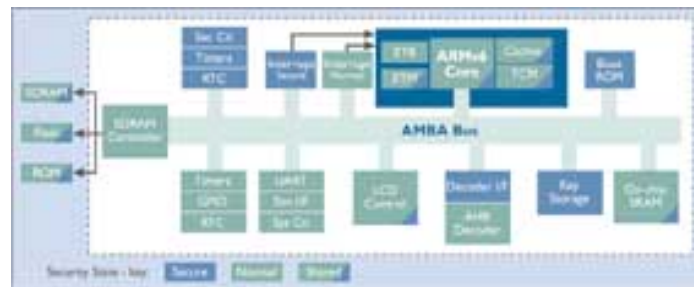 Sec Ctl
Timers
RTC
Interrupt
Secure
Interrupt
Normal
ETB
ETM
ARMv6
Core
Cache
TCM
Boot
ROM
SDRAM
Flash
ROM
SDRAM
Controller
AMBA Bus
Timers
GPIO
RTC
UART
Sys Ctl
LCD
Control
Decoder I/F
AHB
Decoder
Key
Storage
On-chip
SRAM
Security State - key:
Secure
Normal
Shared